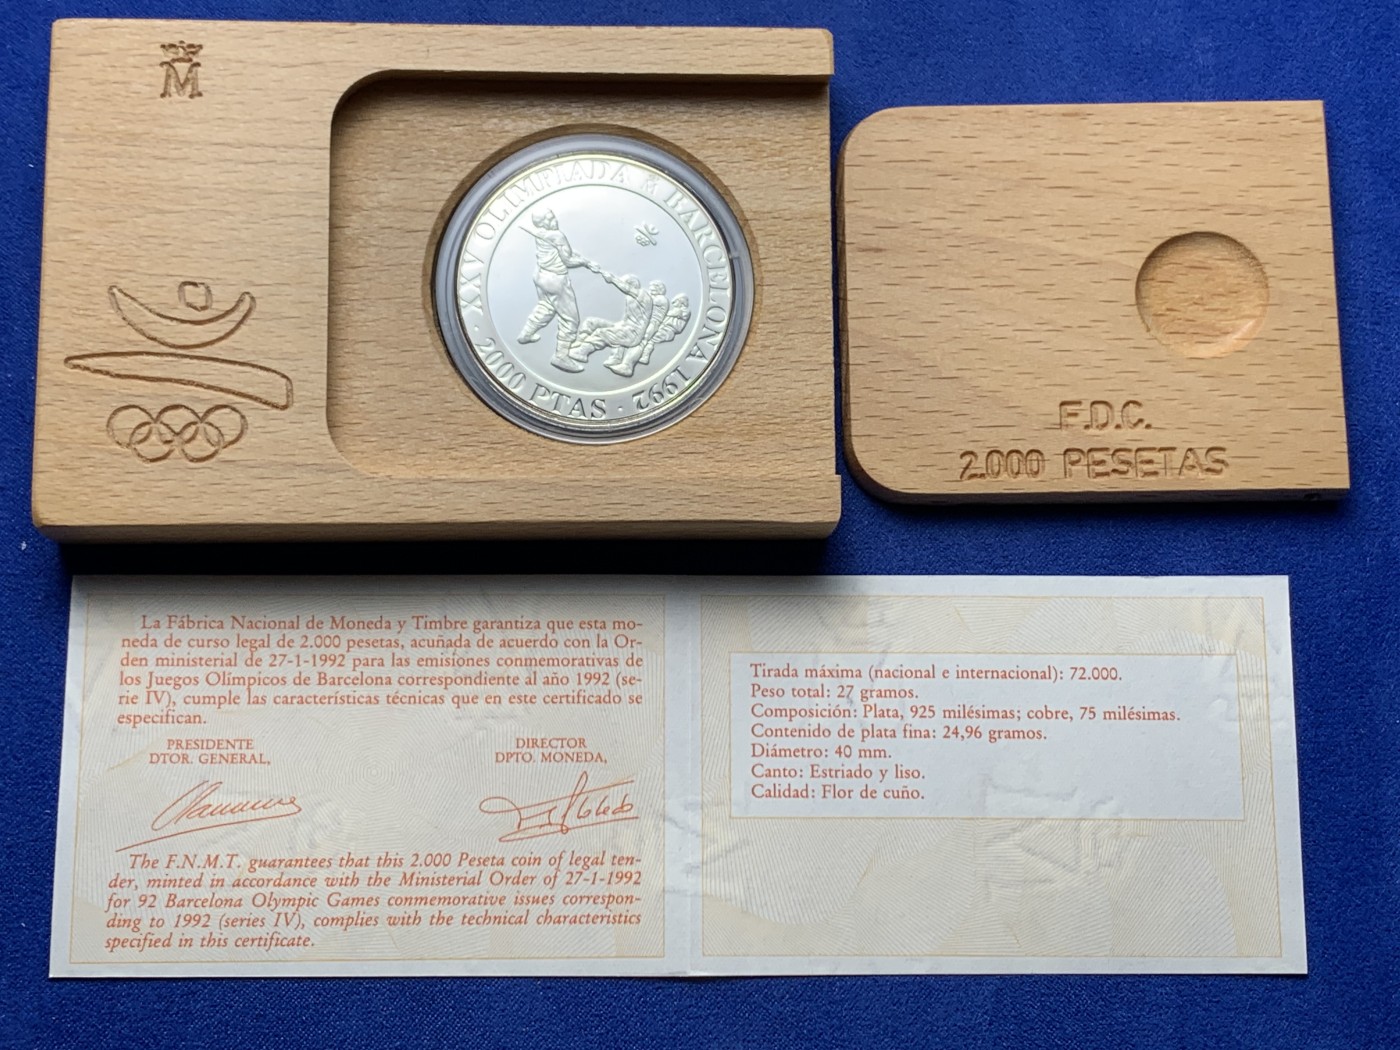 M
XXV OLIMPIADA M BARCELONA 1992 · 2000 PTAS ·
F.D.C.
2.000 PESETAS
La Fábrica Nacional de Moneda y Timbre garantiza que esta mo-
neda de curso legal de 2.000 pesetas, acuñada de acuerdo con la Or-
den ministerial de 27-1-1992 para las emisiones conmemorativas de
los Juegos Olímpicos de Barcelona correspondiente al año 1992 (se-
rie IV), cumple las características técnicas que en este certificado se
especifican.
PRESIDENTE
DTOR. GENERAL,
DIRECTOR
DPTO. MONEDA,
The F.N.M.T. guarantees that this 2.000 Peseta coin of legal ten-
der, minted in accordance with the Ministerial Order of 27-1-1992
for 92 Barcelona Olympic Games commemorative issues correspon-
ding to 1992 (series IV), complies with the technical characteristics
specified in this certificate.
Tirada máxima (nacional e internacional): 72.000.
Peso total: 27 gramos.
Composición: Plata, 925 milésimas; cobre, 75 milésimas.
Contenido de plata fina: 24,96 gramos.
Diámetro: 40 mm.
Canto: Estriado y liso.
Calidad: Flor de cuño.